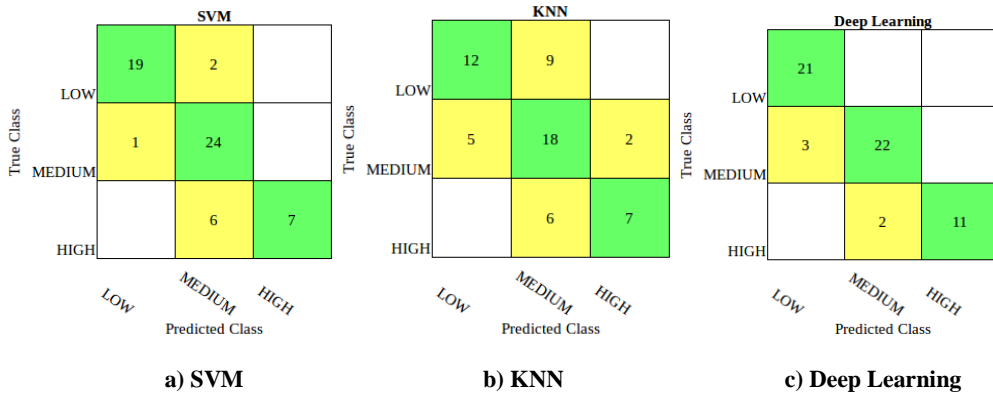 SVM
True Class
19 2
LOW
1 24
MEDIUM
6 7
HIGH
LOW MEDIUM HIGH
Predicted Class
a) SVM
KNN
True Class
12 9
LOW
5 18 2
MEDIUM
6 7
HIGH
LOW MEDIUM HIGH
Predicted Class
b) KNN
Deep Learning
True Class
21
LOW
3 22
MEDIUM
2 11
HIGH
LOW MEDIUM HIGH
Predicted Class
c) Deep Learning